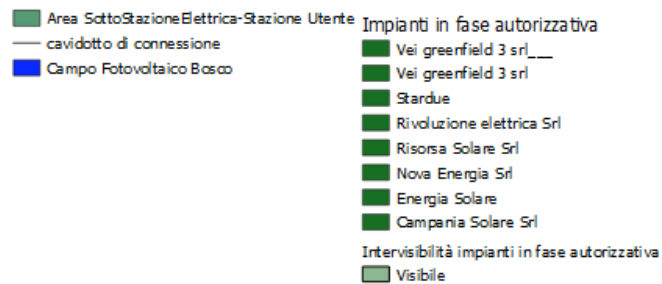 Area SottoStazioneElettrica-Stazione Utente
cavidotto di connessione
Campo Fotovoltaico Bosco
Impianti in fase autorizzativa
Vei greenfield 3 srl___
Vei greenfield 3 srl
Stardue
Rivoluzione elettrica Srl
Risorsa Solare Srl
Nova Energia Srl
Energia Solare
Campania Solare Srl
Intervisibilità impianti in fase autorizzativa
Visibile